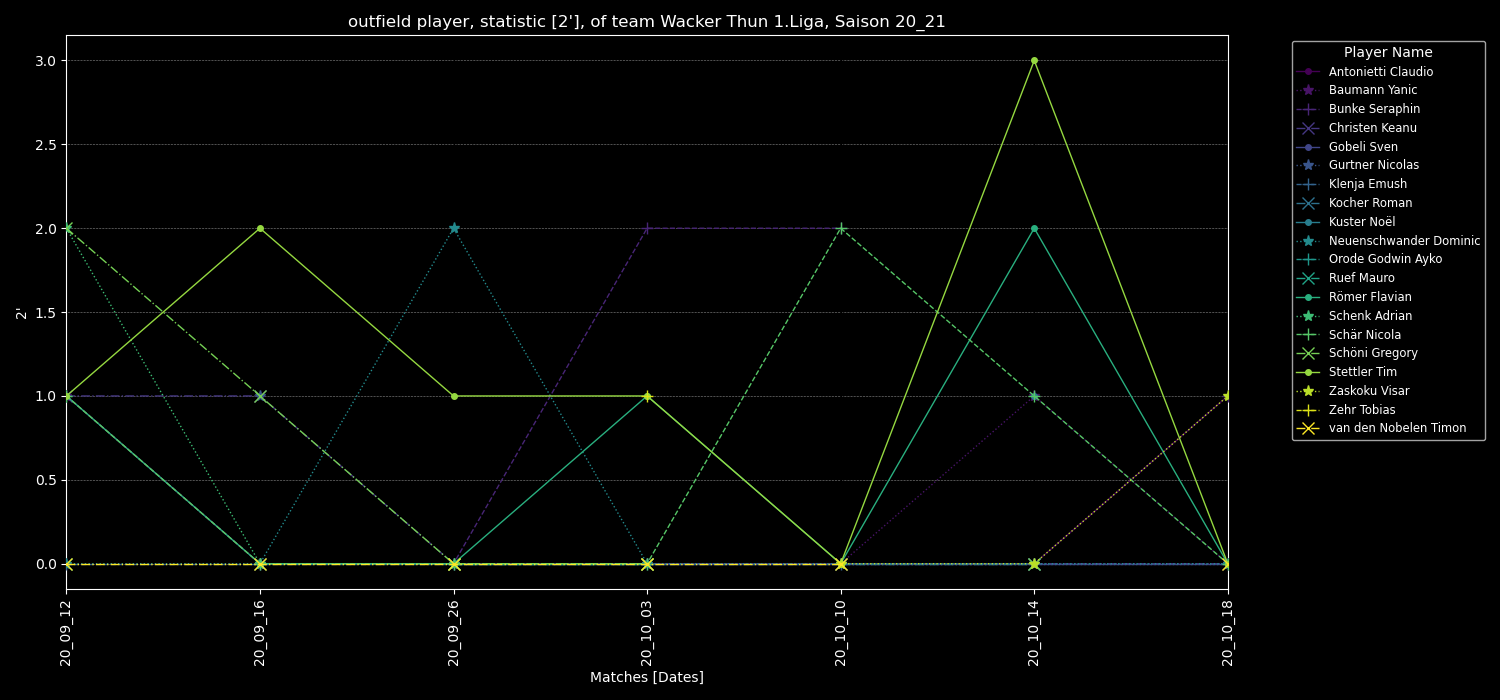 outfield player, statistic [2'], of team Wacker Thun 1.Liga, Saison 20_21
3.0
2.5
2.0
1.5
1.0
0.5
0.0
2'
20_09_12
20_09_16
20_09_26
20_10_03
20_10_10
20_10_14
20_10_18
Matches [Dates]
Player Name
Antonietti Claudio
Baumann Yanic
Bunke Seraphin
Christen Keanu
Gobeli Sven
Gurtner Nicolas
Klenja Emush
Kocher Roman
Kuster Noël
Neuenschwander Dominic
Orode Godwin Ayko
Ruef Mauro
Römer Flavian
Schenk Adrian
Schär Nicola
Schöni Gregory
Stettler Tim
Zaskoku Visar
Zehr Tobias
van den Nobelen Timon